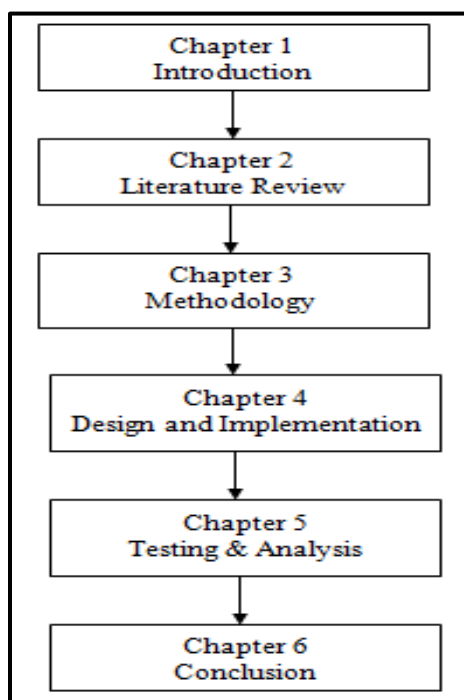 Chapter 1
Introduction
Chapter 2
Literature Review
Chapter 3
Methodology
Chapter 4
Design and Implementation
Chapter 5
Testing & Analysis
Chapter 6
Conclusion